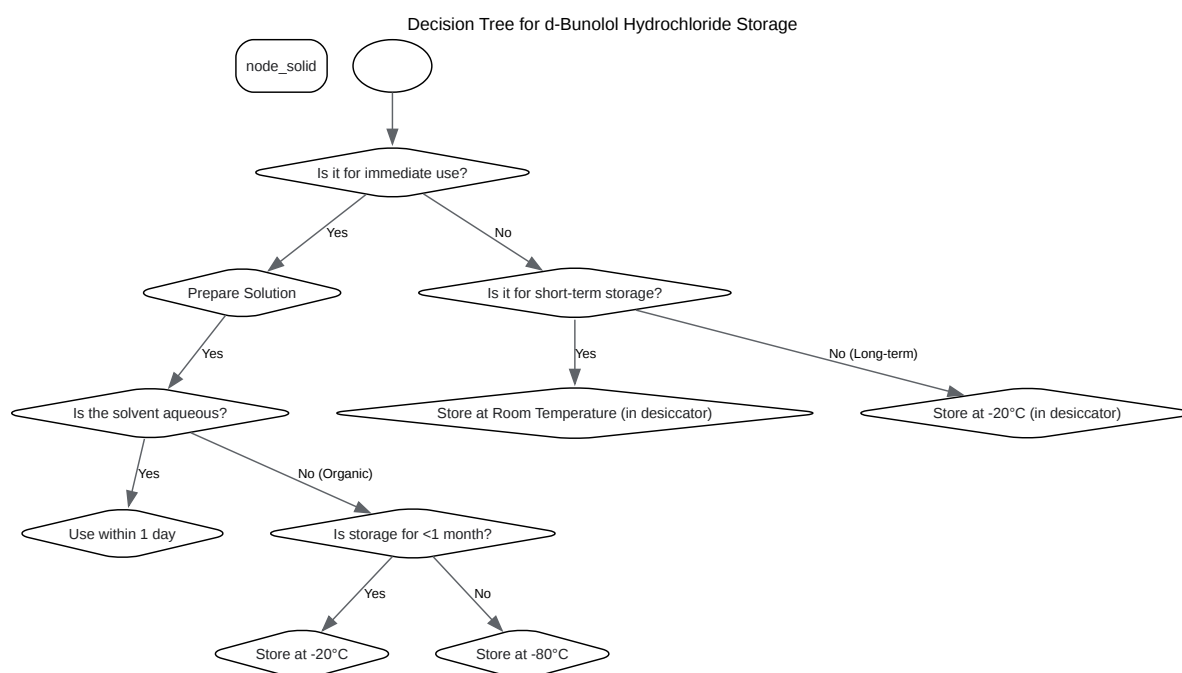 Decision Tree for d-Bunolol Hydrochloride Storage
node_solid
Is it for immediate use?
Yes
No
Prepare Solution
Is it for short-term storage?
Yes
Yes
No (Long-term)
Is the solvent aqueous?
Store at Room Temperature (in desiccator)
Store at -20°C (in desiccator)
Yes
No (Organic)
Use within 1 day
Is storage for <1 month?
Yes
No
Store at -20°C
Store at -80°C